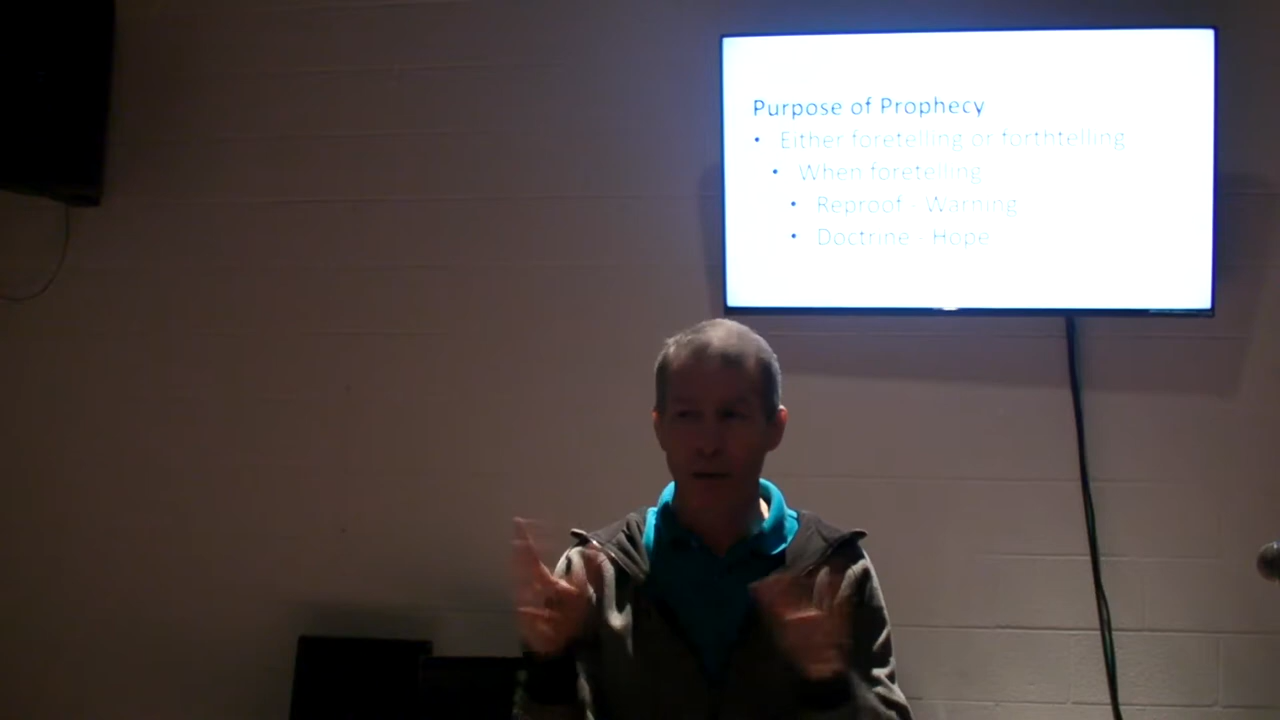 Purpose of Prophecy
• Either foretelling or forthtelling
• When foretelling
• Reproof - Warning
• Doctrine - Hope